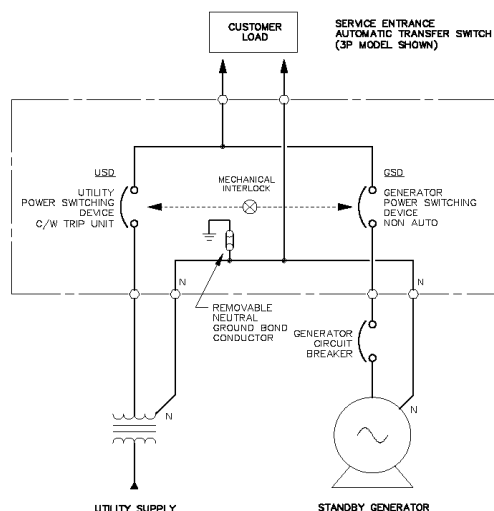 CUSTOMER
LOAD
SERVICE ENTRANCE
AUTOMATIC TRANSFER SWITCH
(3P MODEL SHOWN)
USD
UTILITY
POWER SWITCHING
DEVICE
C/W TRIP UNIT
MECHANICAL
INTERLOCK
GSD
GENERATOR
POWER SWITCHING
DEVICE
NON AUTO
N
N
REMOVABLE
NEUTRAL
GROUND BOND
CONDUCTOR
GENERATOR
CIRCUIT
BREAKER
N
N
UTILITY SUPPLY
STANDBY GENERATOR